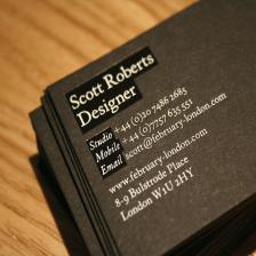 Scott Roberts
Designer
Studio +44 (0)20 7486 2685
Mobile +44 (0)7757 635 551
Email scott@february-london.com
www.february-london.com
8-9 Bulstrode Place
London W1U 2HY